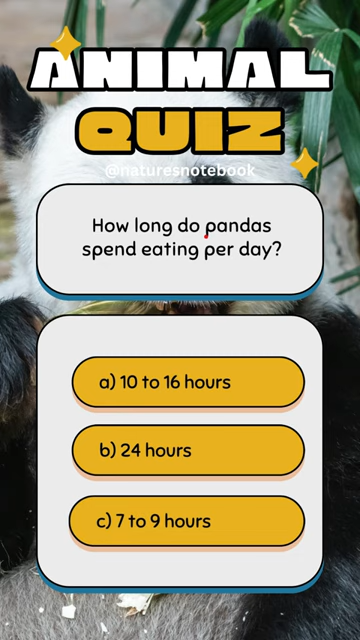 ANIMAL
QUIZ
@naturesnotebook
How long do pandas
spend eating per day?
a) 10 to 16 hours
b) 24 hours
c) 7 to 9 hours